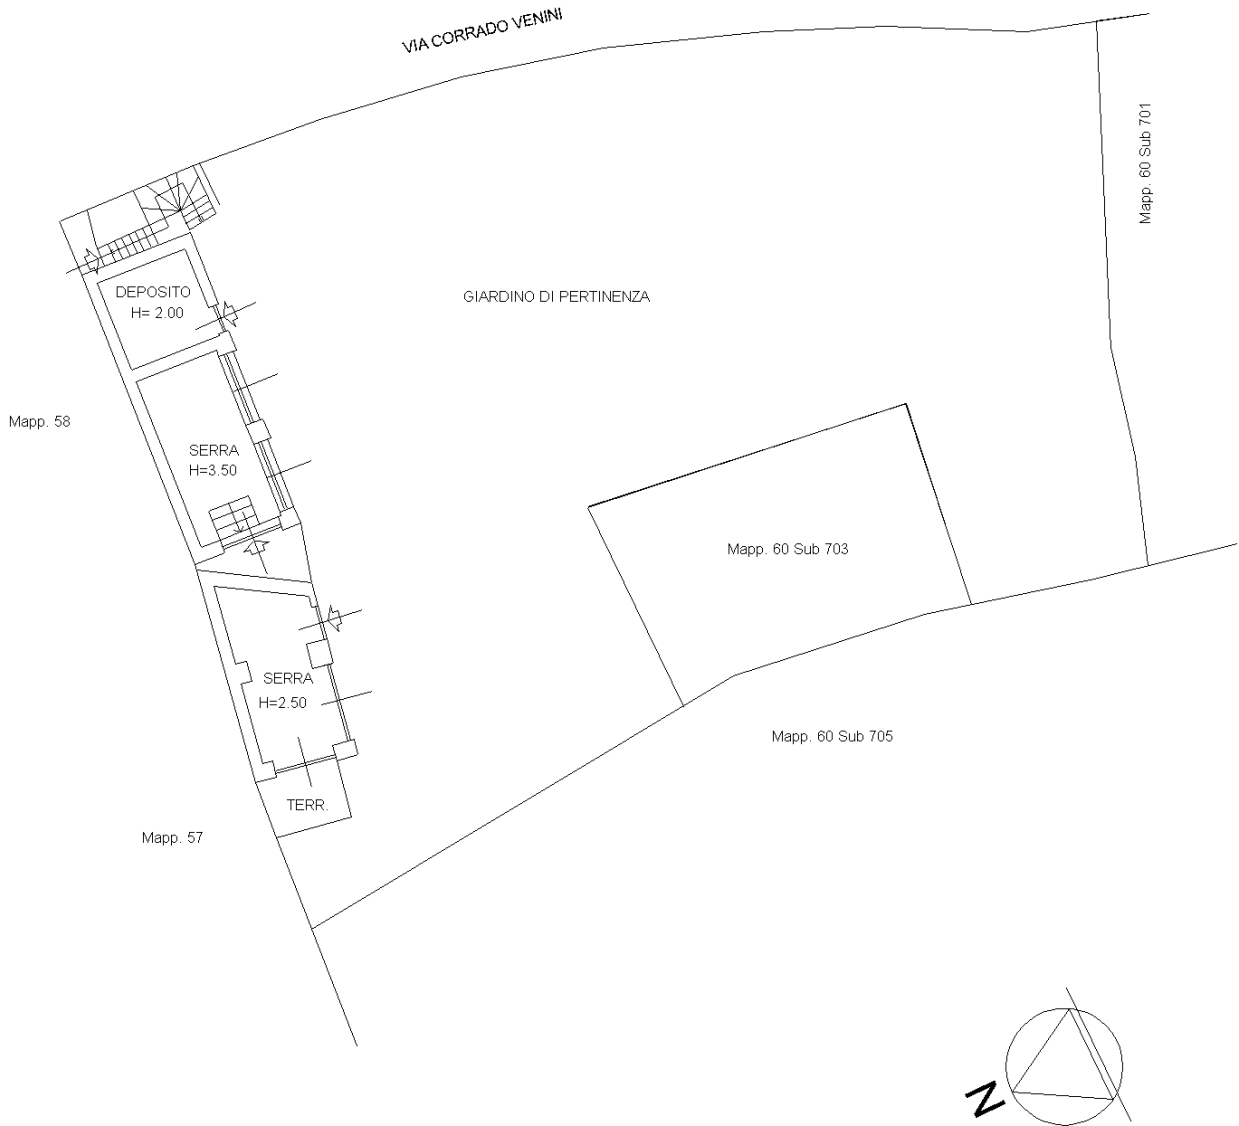 VIA CORRADO VENINI
Mapp. 60 Sub 701
DEPOSITO
H= 2.00
GIARDINO DI PERTINENZA
Mapp. 58
SERRA
H=3.50
Mapp. 60 Sub 703
SERRA
H=2.50
Mapp. 60 Sub 705
TERR.
Mapp. 57
N